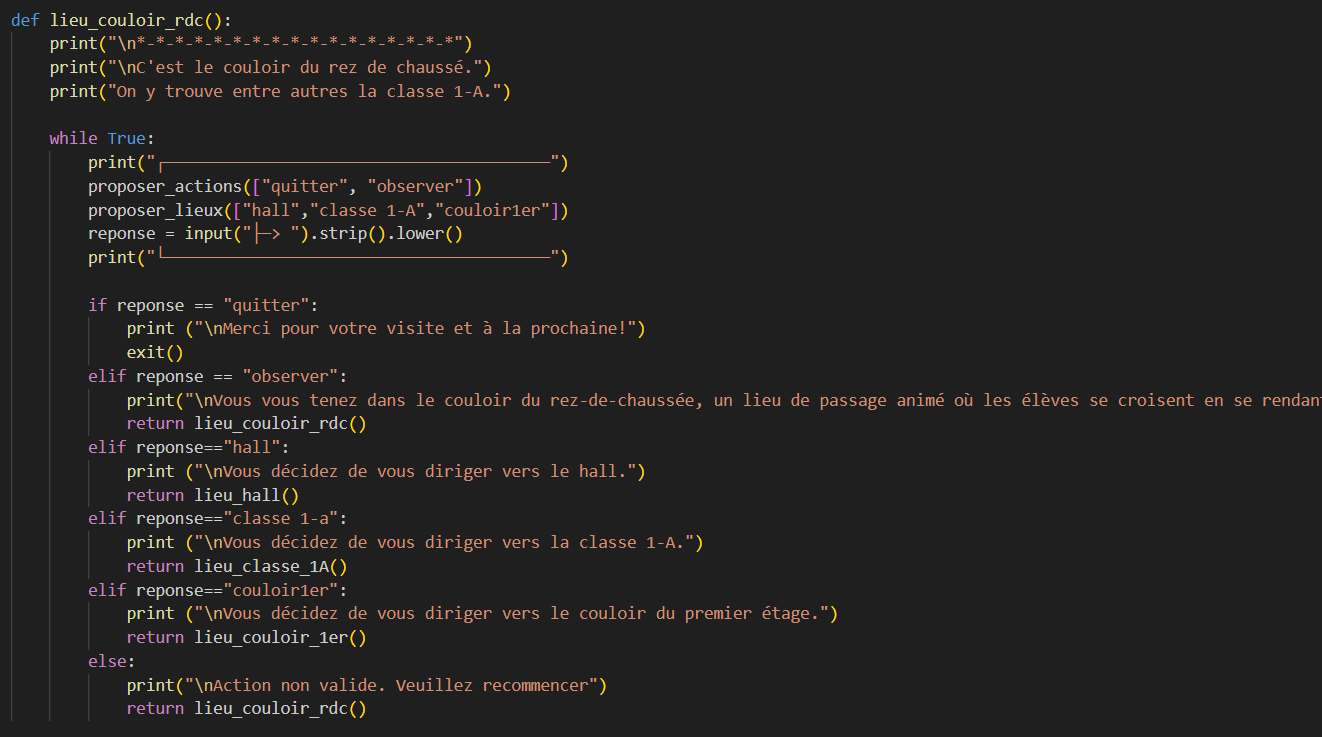 def lieu_couloir_rdc():
    print("\n*-*-*-*-*-*-*-*-*-*-*-*-*-*-*-*-*")
    print("\nC'est le couloir du rez de chaussé.")
    print("On y trouve entre autres la classe 1-A.")
    while True:
        print("┌────────────────────────────────────────")
        proposer_actions(["quitter", "observer"])
        proposer_lieux(["hall","classe 1-A","couloir1er"])
        reponse = input("├─> ").strip().lower()
        print("└────────────────────────────────────────")
        if reponse == "quitter":
            print ("\nMerci pour votre visite et à la prochaine!")
            exit()
        elif reponse == "observer":
            print("\nVous vous tenez dans le couloir du rez-de-chaussée, un lieu de passage animé où les élèves se croisent en se rendant
            return lieu_couloir_rdc()
        elif reponse=="hall":
            print ("\nVous décidez de vous diriger vers le hall.")
            return lieu_hall()
        elif reponse=="classe 1-a":
            print ("\nVous décidez de vous diriger vers la classe 1-A.")
            return lieu_classe_1A()
        elif reponse=="couloir1er":
            print ("\nVous décidez de vous diriger vers le couloir du premier étage.")
            return lieu_couloir_1er()
        else:
            print("\nAction non valide. Veuillez recommencer")
            return lieu_couloir_rdc()